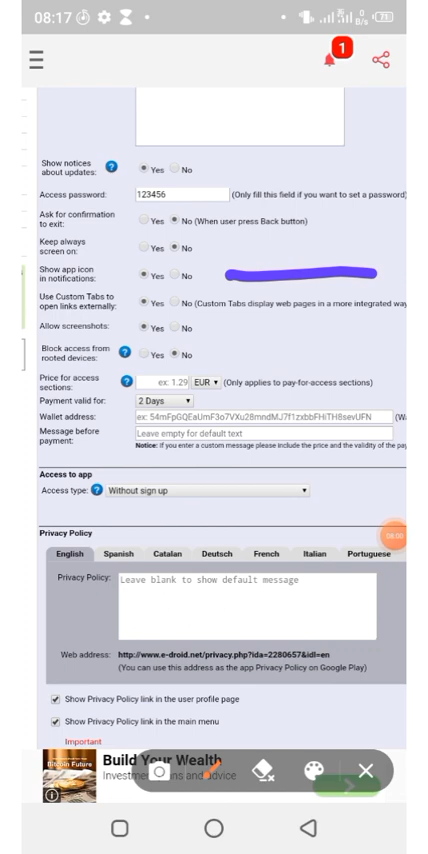 08:17
0
B/s
73
1
Show notices
about updates: ? Yes No
Access password: 123456 (Only fill this field if you want to set a password)
Ask for confirmation
to exit: Yes No (When user press Back button)
Keep always
screen on: Yes No
Show app icon
in notifications: Yes No
Use Custom Tabs to
open links externally: Yes No (Custom Tabs display web pages in a more integrated way
Allow screenshots: Yes No
Block access from
rooted devices: ? Yes No
Price for access
sections: ? ex: 1.29 EUR (Only applies to pay-for-access sections)
Payment valid for: 2 Days
Wallet address: ex: 54mFpGQEaUmF3o7VXu28mndMJ7f1zxbbFHiTH8sevUFN (Wa
Message before
payment: Leave empty for default text
Notice: If you enter a custom message please include the price and the validity of the pay
Access to app
Access type: ? Without sign up
08:00
Privacy Policy
English Spanish Catalan Deutsch French Italian Portuguese
Privacy Policy: Leave blank to show default message
Web address: http://www.e-droid.net/privacy.php?ida=2280657&idl=en
(You can use this address as the app Privacy Policy on Google Play)
Show Privacy Policy link in the user profile page
Show Privacy Policy link in the main menu
Important
Bitcoin Future
Build Your Wealth
and advice